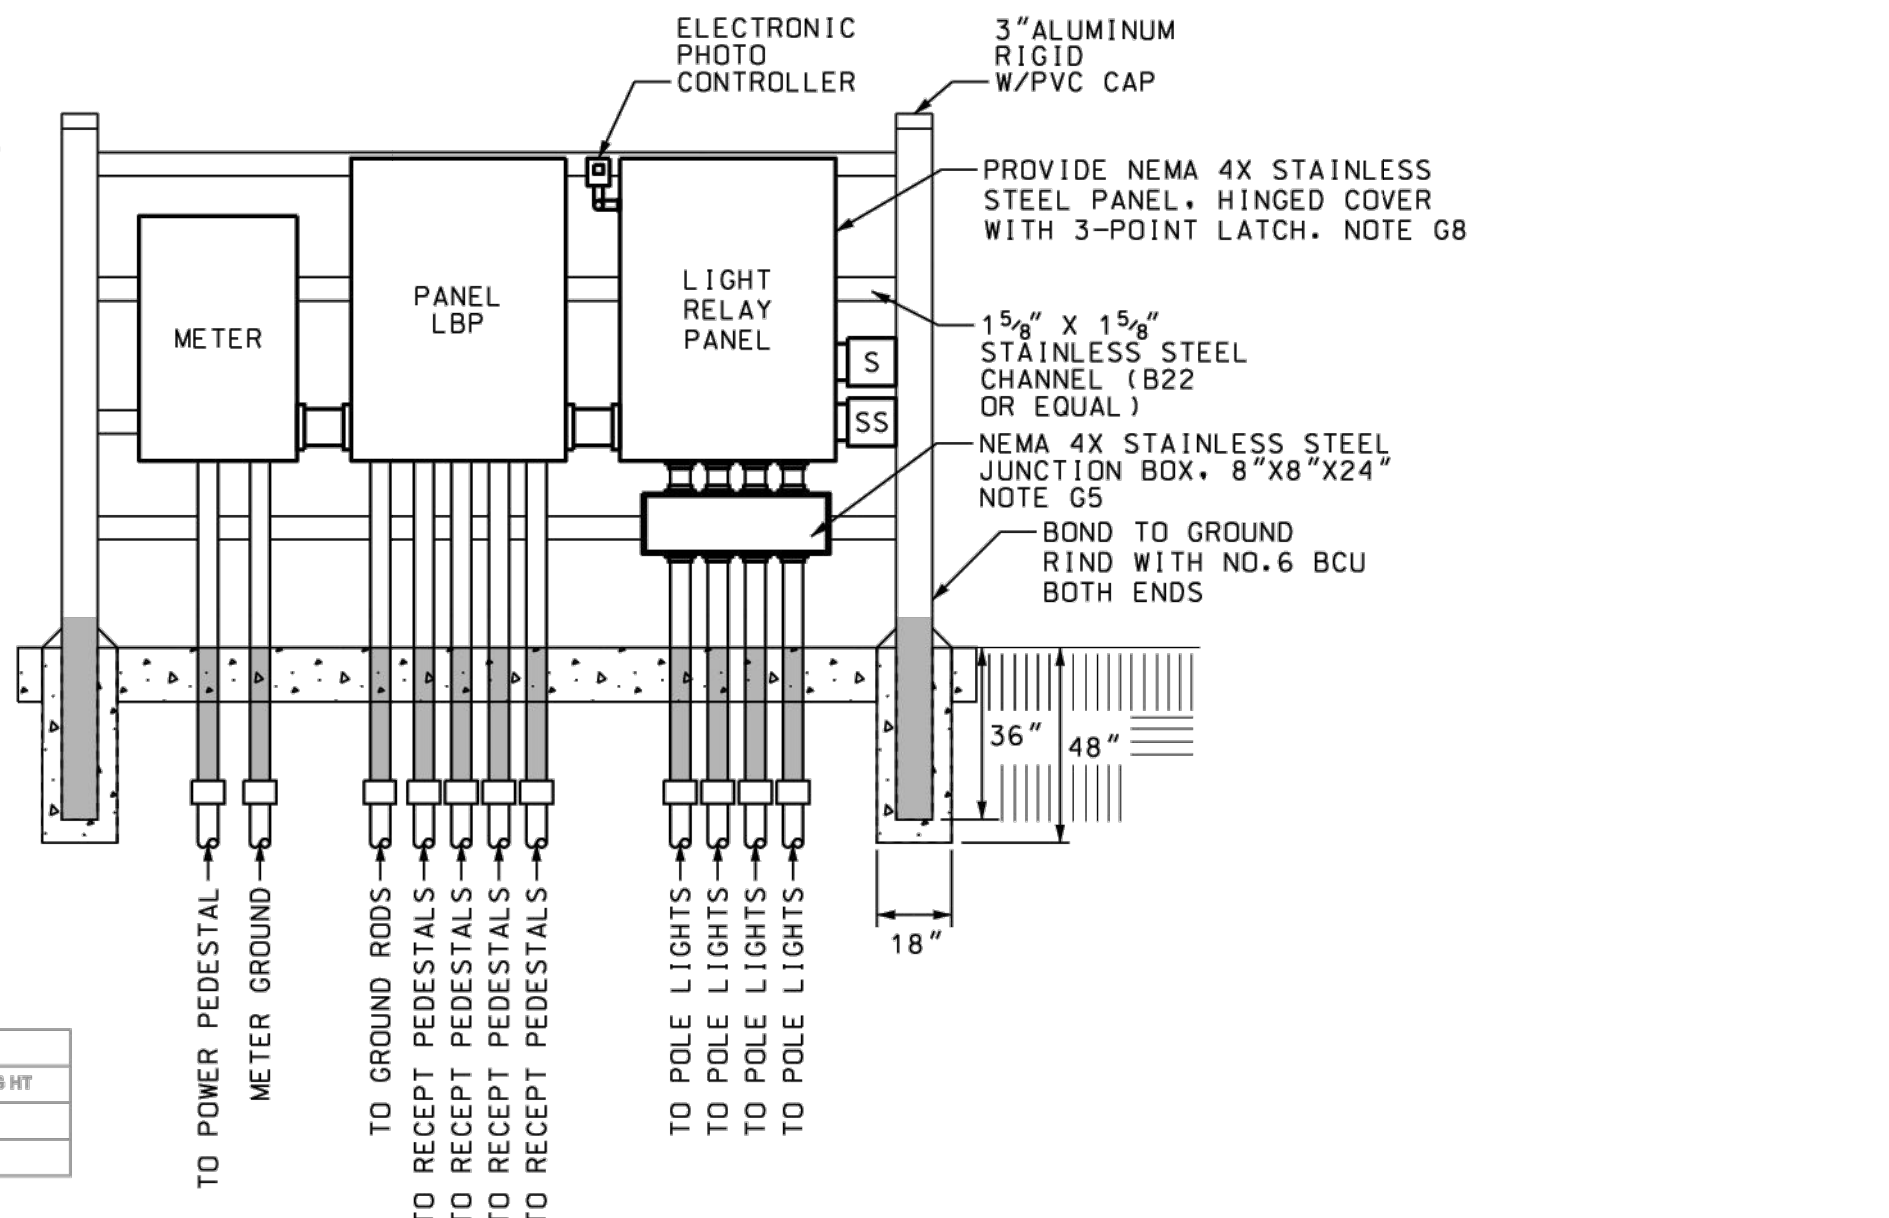 ELECTRONIC
PHOTO
CONTROLLER
3"ALUMINUM
RIGID
W/PVC CAP
PROVIDE NEMA 4X STAINLESS
STEEL PANEL, HINGED COVER
WITH 3-POINT LATCH. NOTE G8
METER
PANEL
LBP
LIGHT
RELAY
PANEL
S
SS
1⅝" X 1⅝"
STAINLESS STEEL
CHANNEL (B22
OR EQUAL)
NEMA 4X STAINLESS STEEL
JUNCTION BOX, 8"X8"X24"
NOTE G5
BOND TO GROUND
RIND WITH NO.6 BCU
BOTH ENDS
36"
48"
18"
TO POWER PEDESTAL
METER GROUND
TO GROUND RODS
TO RECEPT PEDESTALS
TO RECEPT PEDESTALS
TO RECEPT PEDESTALS
TO RECEPT PEDESTALS
TO POLE LIGHTS
TO POLE LIGHTS
TO POLE LIGHTS
TO POLE LIGHTS